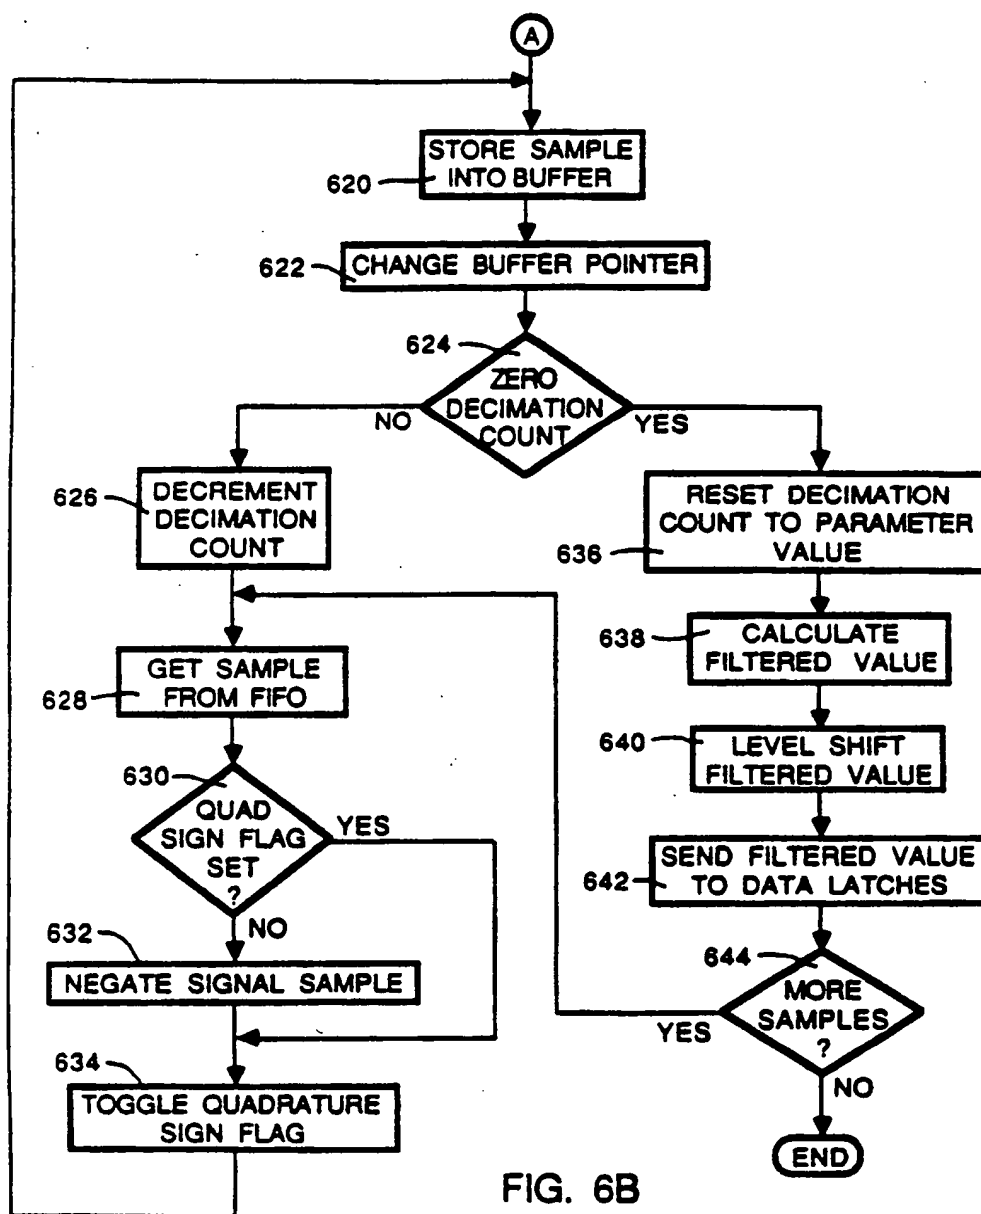 A
STORE SAMPLE
INTO BUFFER
620
CHANGE BUFFER POINTER
622
624
ZERO
DECIMATION
COUNT
NO
YES
626
DECREMENT
DECIMATION
COUNT
RESET DECIMATION
COUNT TO PARAMETER
VALUE
636
638
CALCULATE
FILTERED VALUE
GET SAMPLE
FROM FIFO
628
640
LEVEL SHIFT
FILTERED VALUE
630
QUAD
SIGN FLAG
SET
?
YES
NO
SEND FILTERED VALUE
TO DATA LATCHES
642
632
NEGATE SIGNAL SAMPLE
644
MORE
SAMPLES
?
YES
NO
634
TOGGLE QUADRATURE
SIGN FLAG
END
FIG. 6B